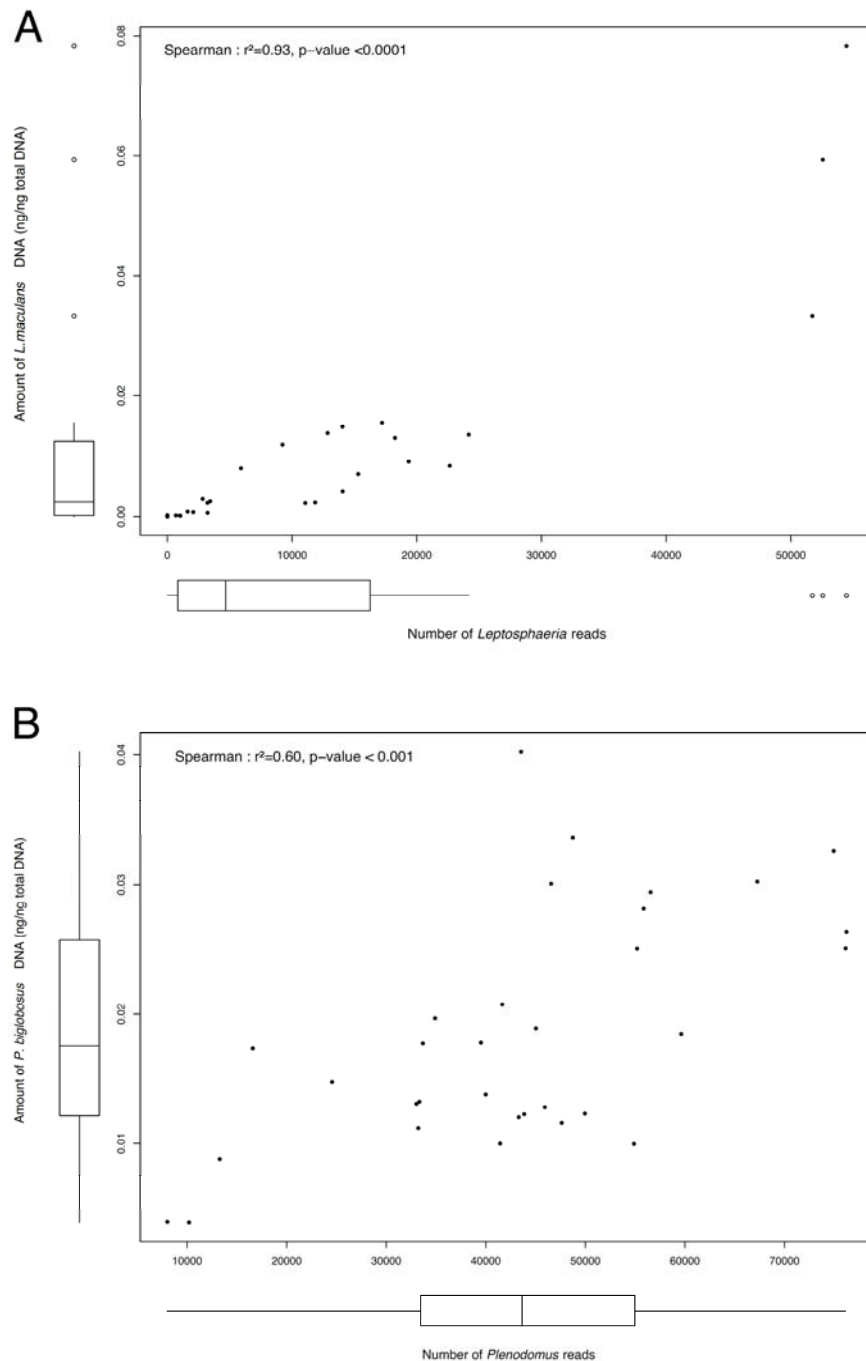 A
Spearman : r²=0.93, p−value <0.0001
Amount of L.maculans DNA (ng/ng total DNA)
0.08
0.06
0.04
0.02
0.00
0 10000 20000 30000 40000 50000
Number of Leptosphaeria reads
B
Spearman : r²=0.60, p−value < 0.001
Amount of P. biglobosus DNA (ng/ng total DNA)
0.04
0.03
0.02
0.01
10000 20000 30000 40000 50000 60000 70000
Number of Plenodomus reads